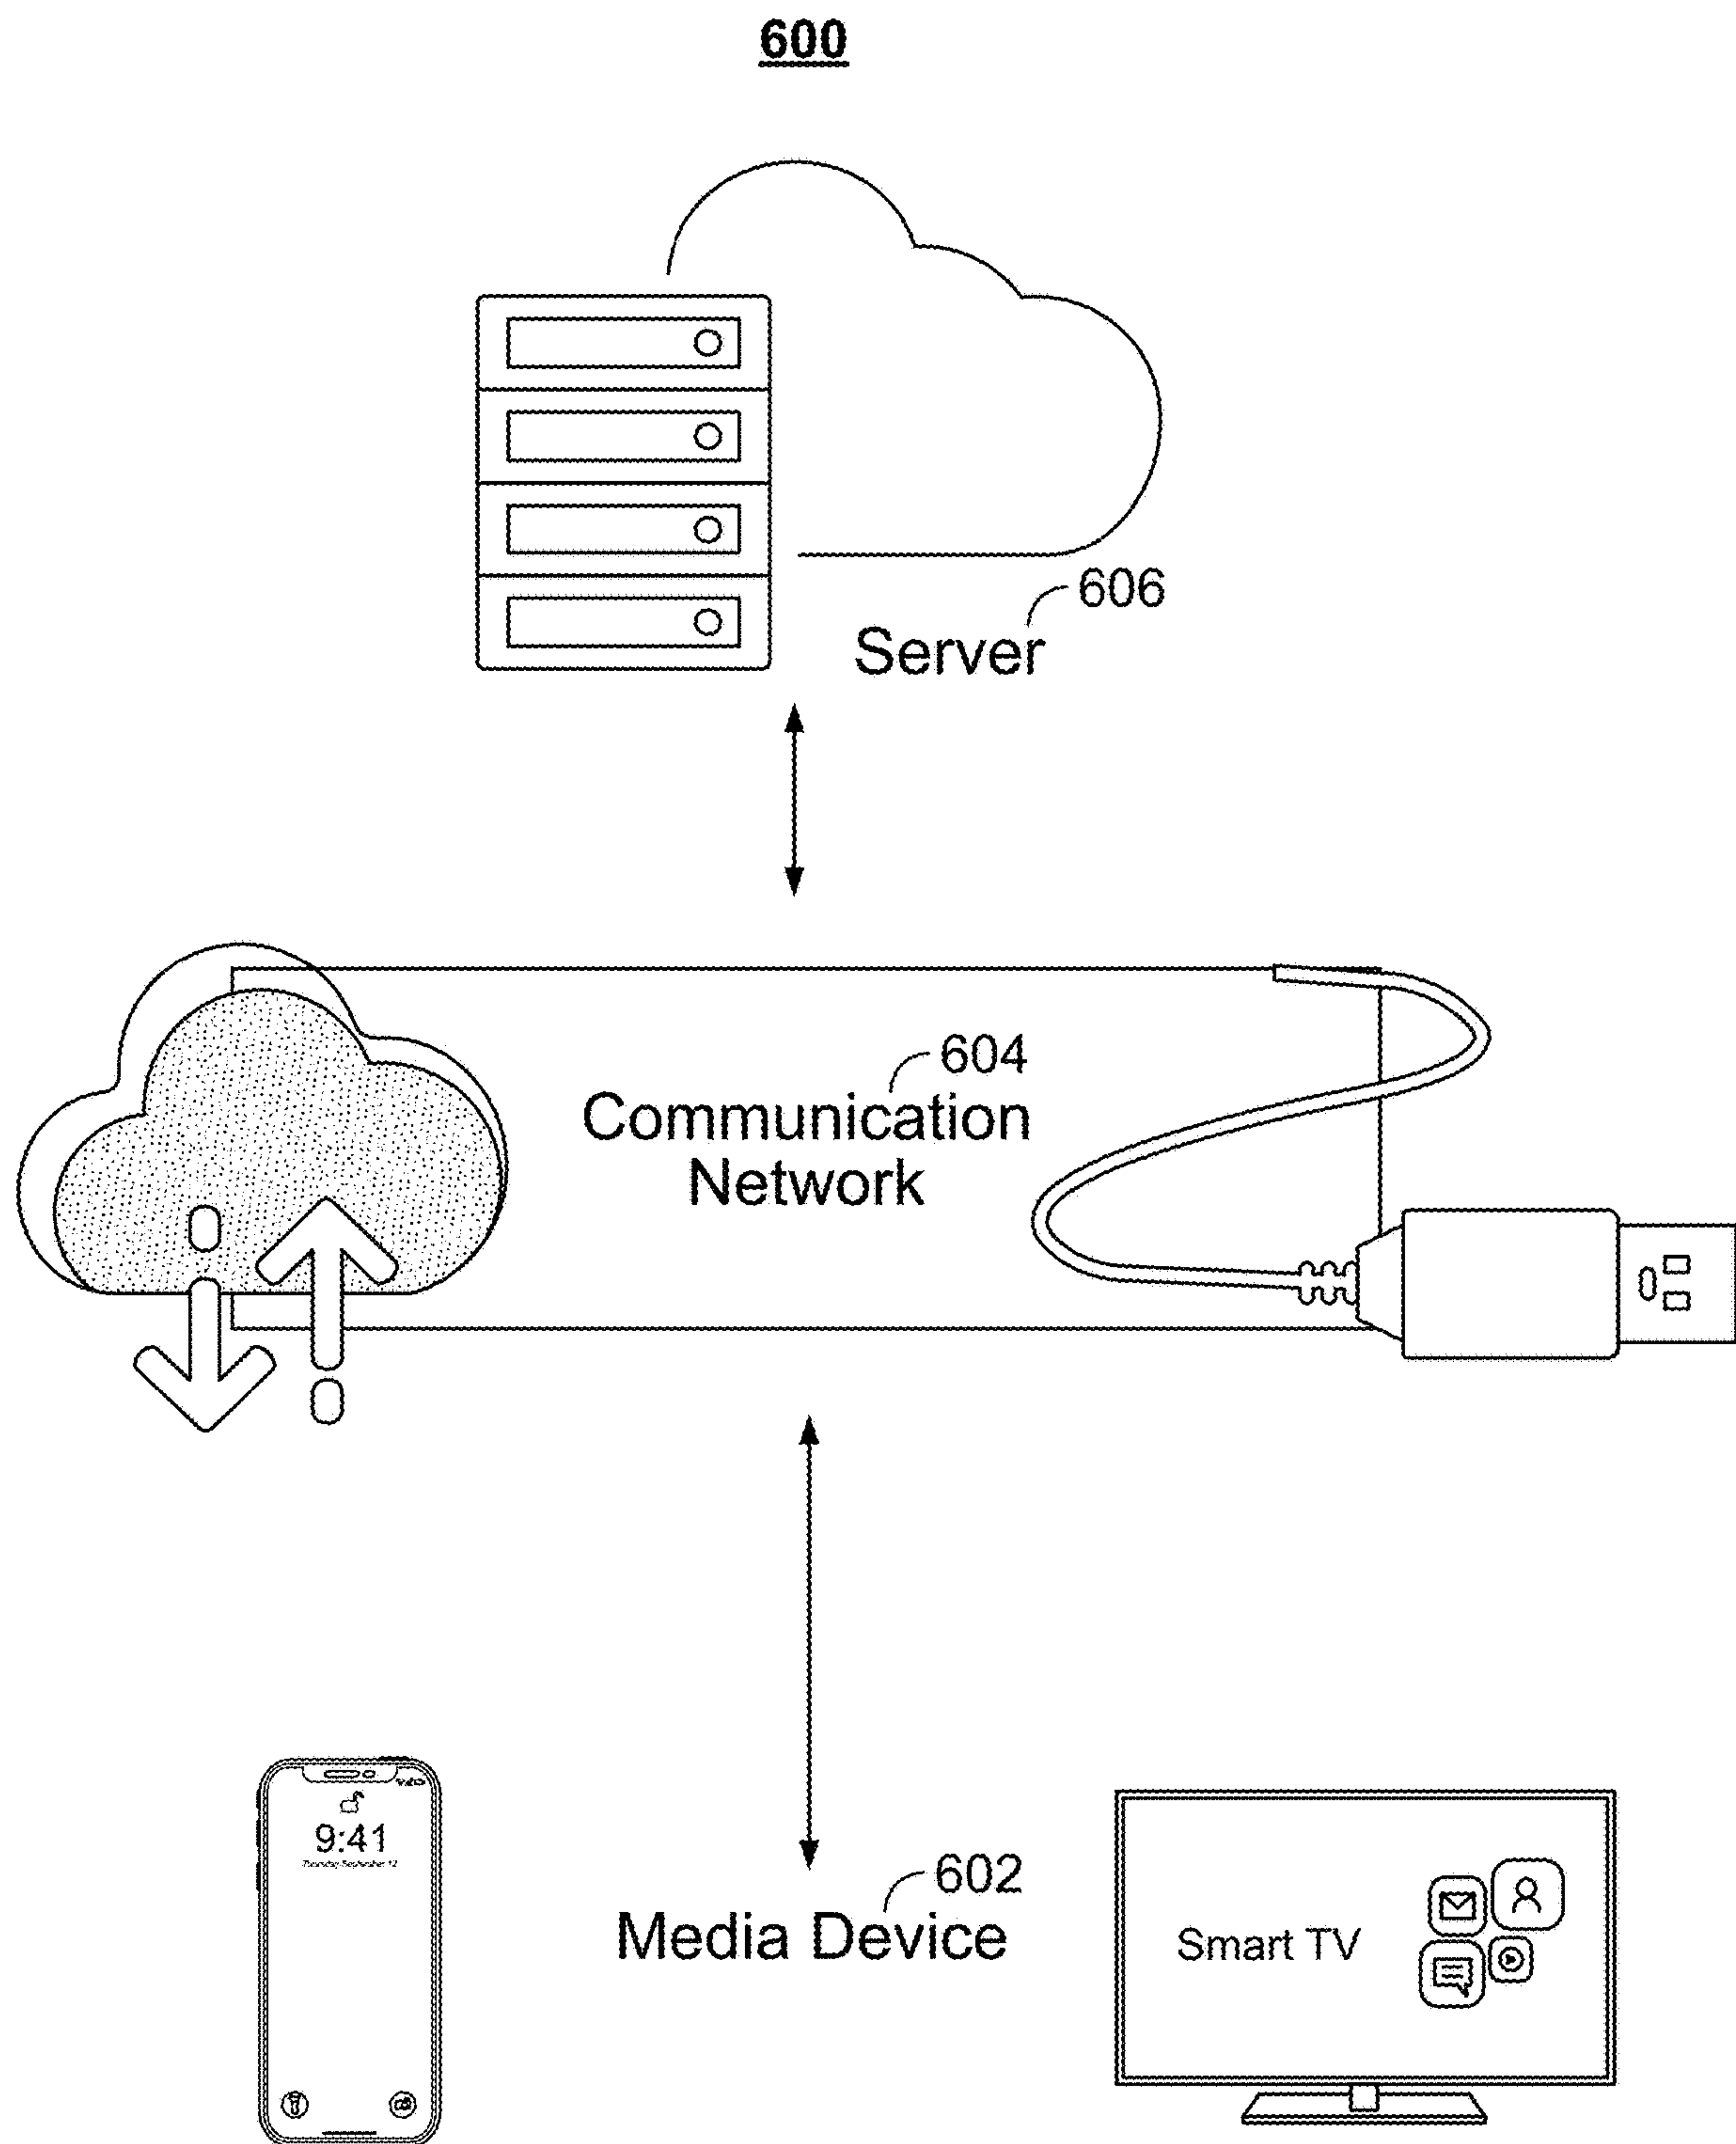 600
606
Server
604
Communication
Network
9:41
602
Media Device
Smart TV